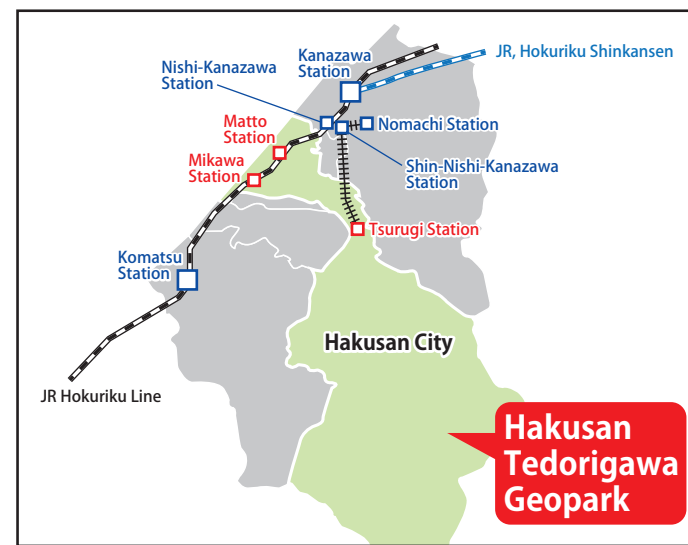 Kanazawa
Station
JR, Hokuriku Shinkansen
Nishi-Kanazawa
Station
Matto
Station
Nomachi Station
Mikawa
Station
Shin-Nishi-Kanazawa
Station
Tsurugi Station
Komatsu
Station
Hakusan City
JR Hokuriku Line
Hakusan
Tedorigawa
Geopark